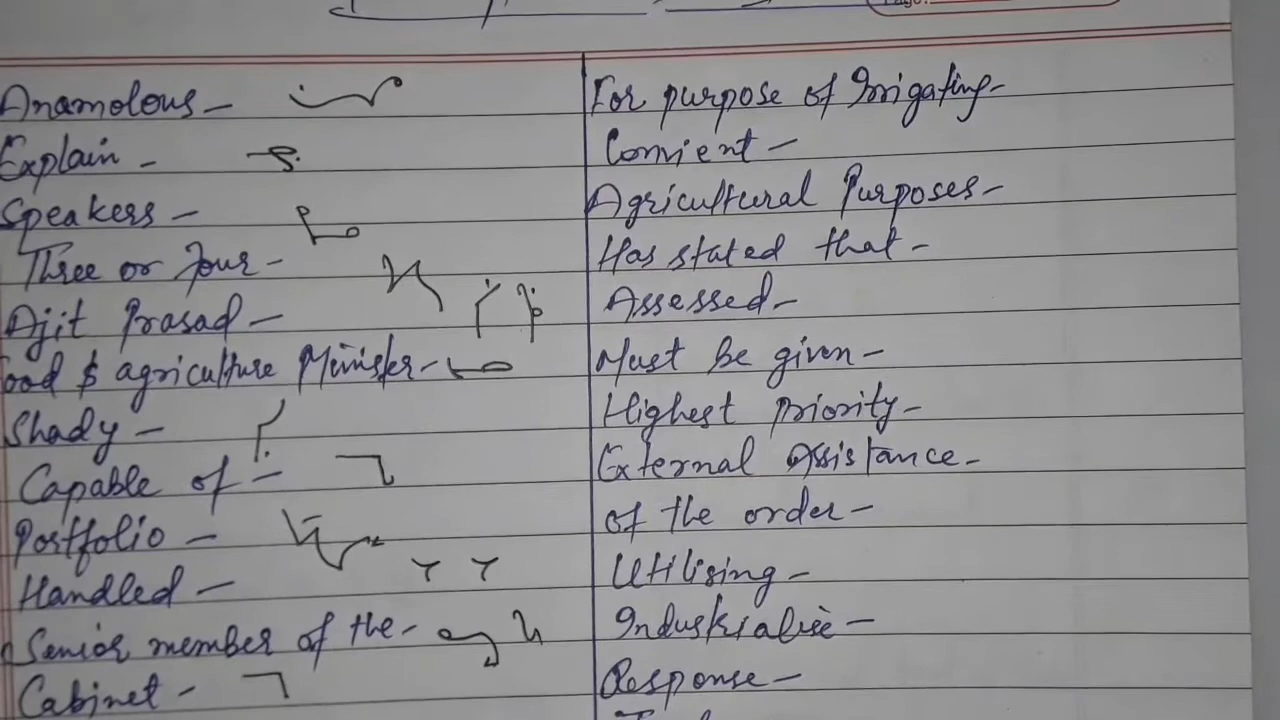 Anamolous -
Explain -
Speakers -
Three or four -
Ajit Prasad -
ood & agriculture Minister -
Shady -
Capable of -
Portfolio -
Handled -
Senior member of the -
Cabinet -
For purpose of Irrigating -
Convient -
Agricultural Purposes -
Has stated that -
Assessed -
Must be given -
Highest Priority -
External Assistance -
of the order -
Utilising -
Industrialise -
Response -